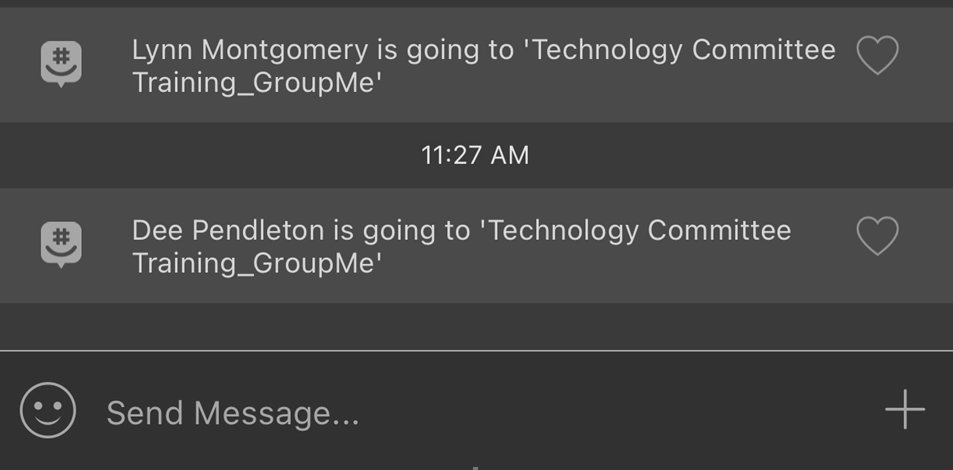 Lynn Montgomery is going to 'Technology Committee
Training_GroupMe'
11:27 AM
Dee Pendleton is going to 'Technology Committee
Training_GroupMe'
Send Message...